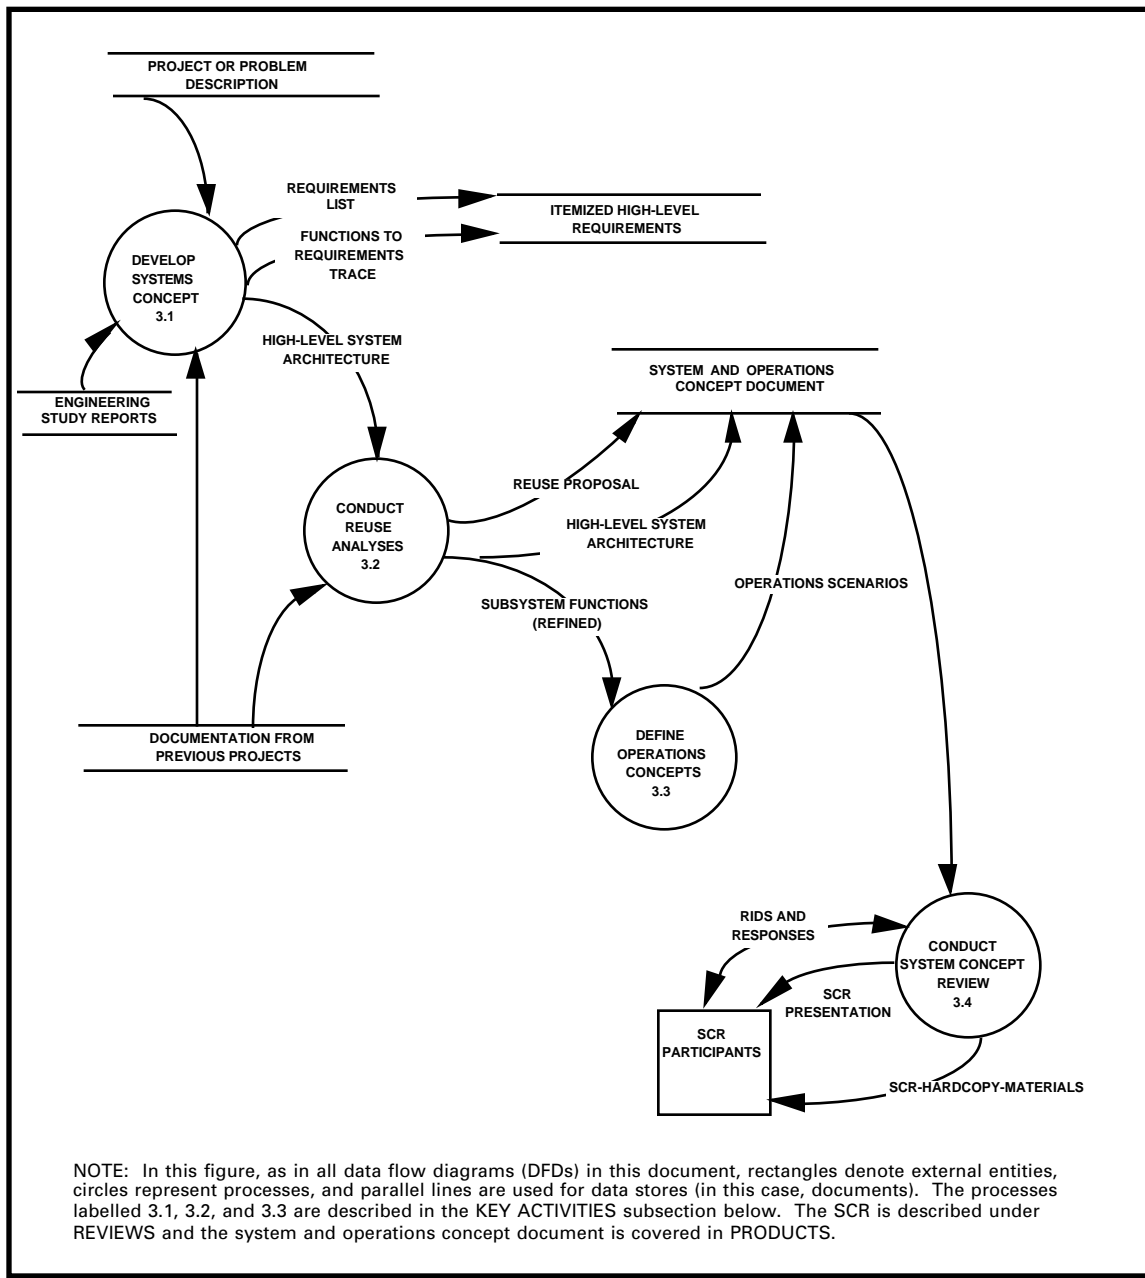 PROJECT OR PROBLEM
DESCRIPTION
REQUIREMENTS
LIST
ITEMIZED HIGH-LEVEL
REQUIREMENTS
FUNCTIONS TO
REQUIREMENTS
TRACE
DEVELOP
SYSTEMS
CONCEPT
3.1
HIGH-LEVEL SYSTEM
ARCHITECTURE
ENGINEERING
STUDY REPORTS
SYSTEM AND OPERATIONS
CONCEPT DOCUMENT
CONDUCT
REUSE
ANALYSES
3.2
REUSE PROPOSAL
HIGH-LEVEL SYSTEM
ARCHITECTURE
OPERATIONS SCENARIOS
SUBSYSTEM FUNCTIONS
(REFINED)
DOCUMENTATION FROM
PREVIOUS PROJECTS
DEFINE
OPERATIONS
CONCEPTS
3.3
RIDS AND
RESPONSES
CONDUCT
SYSTEM CONCEPT
REVIEW
3.4
SCR
PRESENTATION
SCR
PARTICIPANTS
SCR-HARDCOPY-MATERIALS
NOTE: In this figure, as in all data flow diagrams (DFDs) in this document, rectangles denote external entities,
circles represent processes, and parallel lines are used for data stores (in this case, documents). The processes
labelled 3.1, 3.2, and 3.3 are described in the KEY ACTIVITIES subsection below. The SCR is described under
REVIEWS and the system and operations concept document is covered in PRODUCTS.